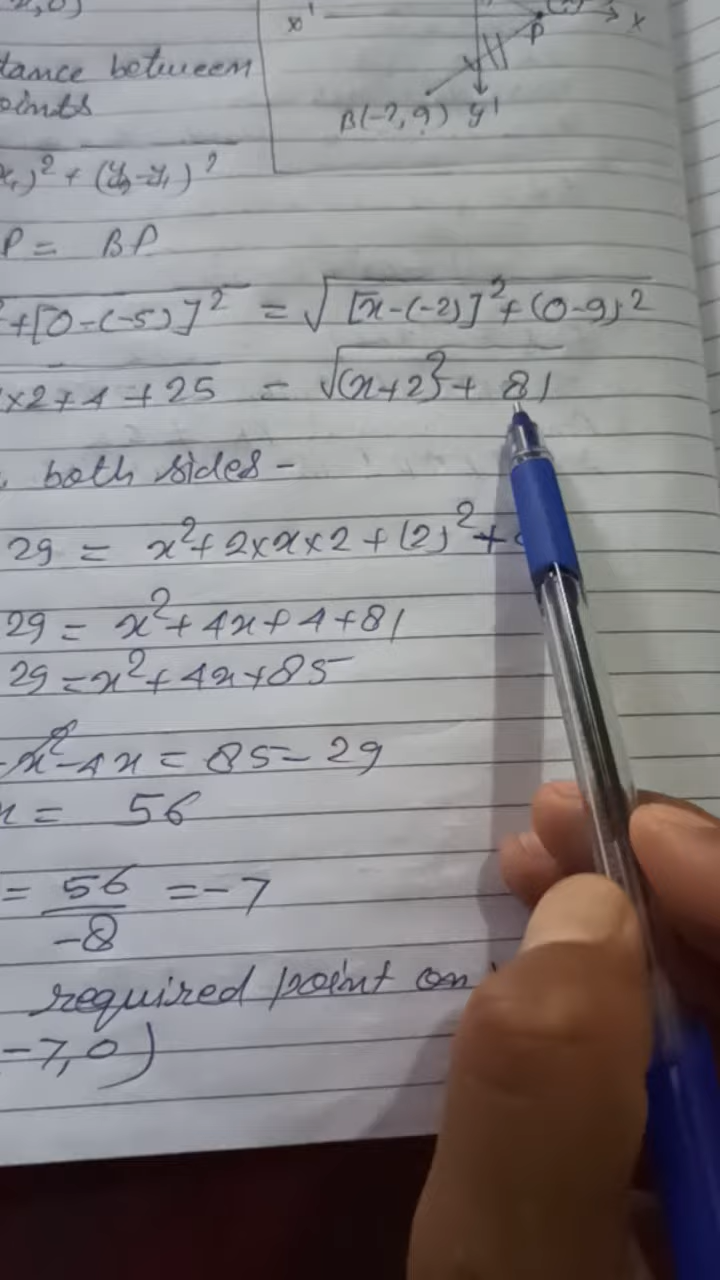 x' P X
tance between
oints
B(-2,9) y'
)² + (y₂-y₁)²
P = BP
²+[0-(-5)]² = √[x-(-2)]²+(0-9)²
×2+4+25 = √(x+2)²+ 81
both sides-
29 = x²+2×x×2+(2)²+
29 = x²+4x+4+81
29=x²+4x+85
-x²-4x = 85-29
x = 56
= 56/-8 =-7
required point on
-7,0)